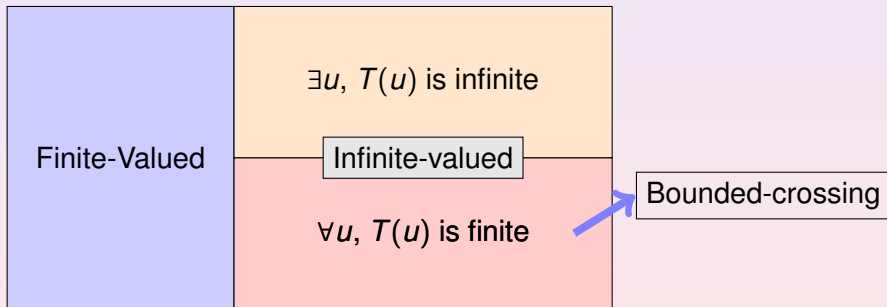 ∃u, T(u) is infinite
Finite-Valued
Infinite-valued
Bounded-crossing
∀u, T(u) is finite